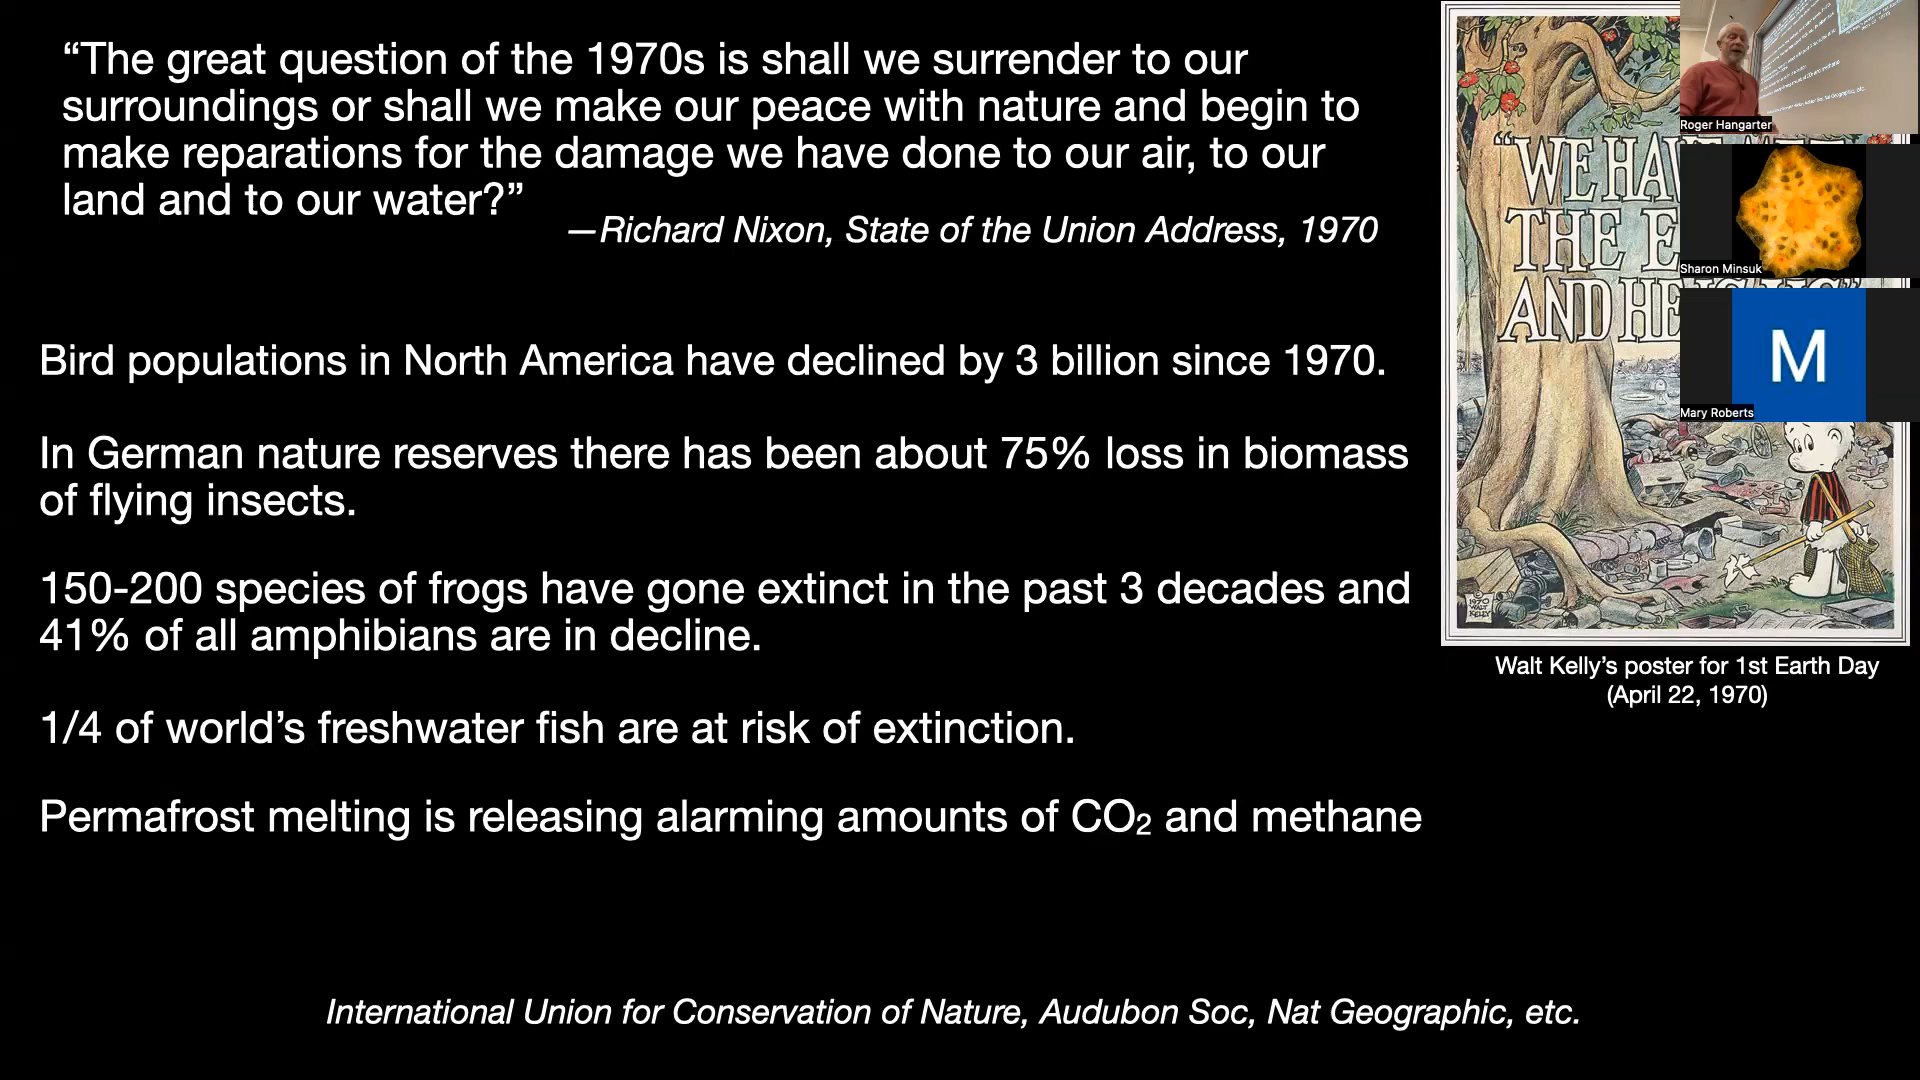 “The great question of the 1970s is shall we surrender to our
surroundings or shall we make our peace with nature and begin to
make reparations for the damage we have done to our air, to our
land and to our water?”
—Richard Nixon, State of the Union Address, 1970
Bird populations in North America have declined by 3 billion since 1970.
In German nature reserves there has been about 75% loss in biomass
of flying insects.
150-200 species of frogs have gone extinct in the past 3 decades and
41% of all amphibians are in decline.
1/4 of world’s freshwater fish are at risk of extinction.
Permafrost melting is releasing alarming amounts of CO₂ and methane
International Union for Conservation of Nature, Audubon Soc, Nat Geographic, etc.
“WE
THE
AND HE
© 1970 WALT KELLY
Walt Kelly’s poster for 1st Earth Day
(April 22, 1970)
Roger Hangarter
Sharon Minsuk
M
Mary Roberts